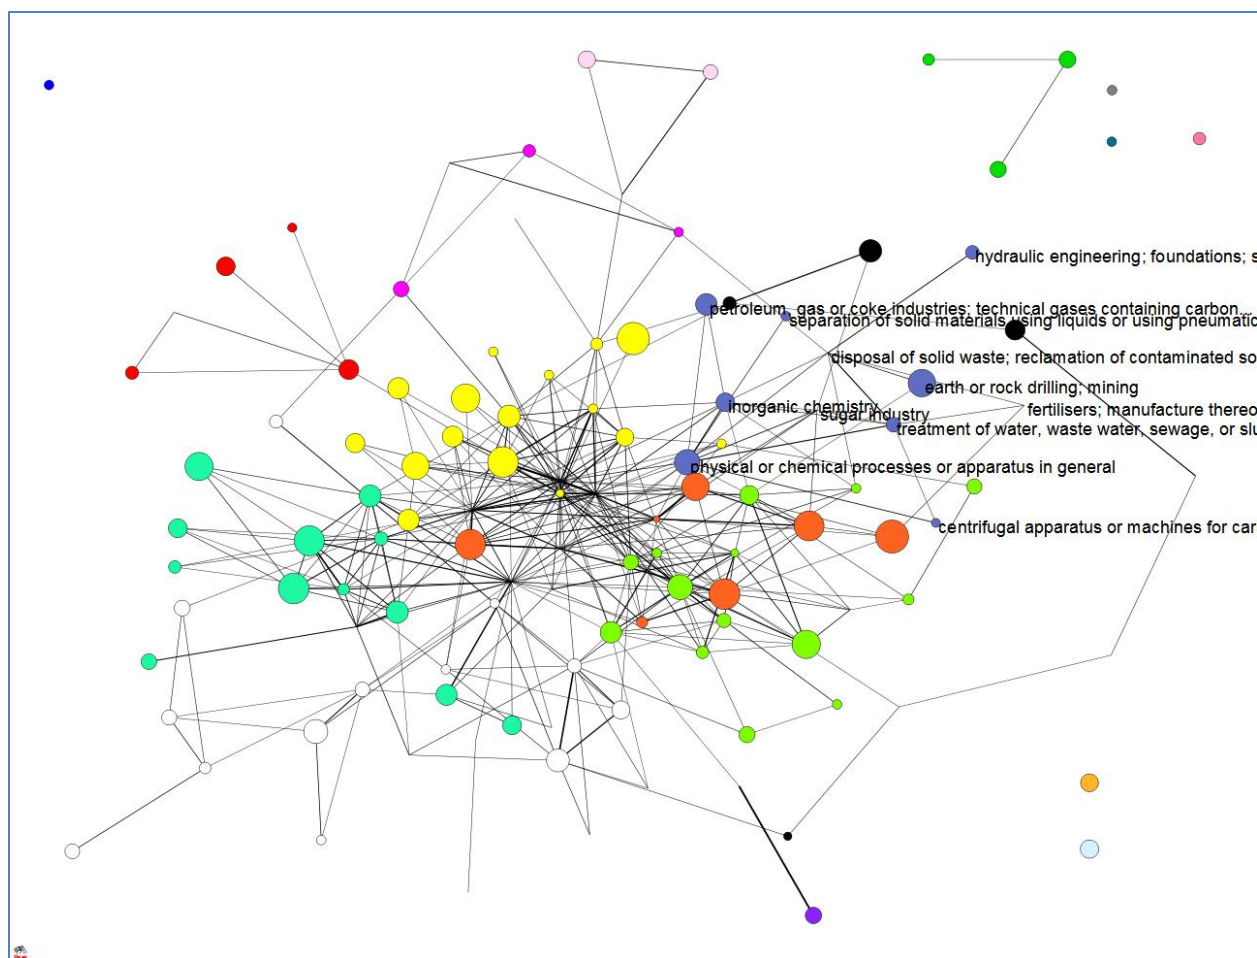 hydraulic engineering; foundations; s
petroleum, gas or coke industries; technical gases containing carbon...
separation of solid materials using liquids or using pneumatic
disposal of solid waste; reclamation of contaminated so
earth or rock drilling; mining
inorganic chemistry
sugar industry
fertilisers; manufacture thereo
treatment of water, waste water, sewage, or slu
physical or chemical processes or apparatus in general
centrifugal apparatus or machines for car